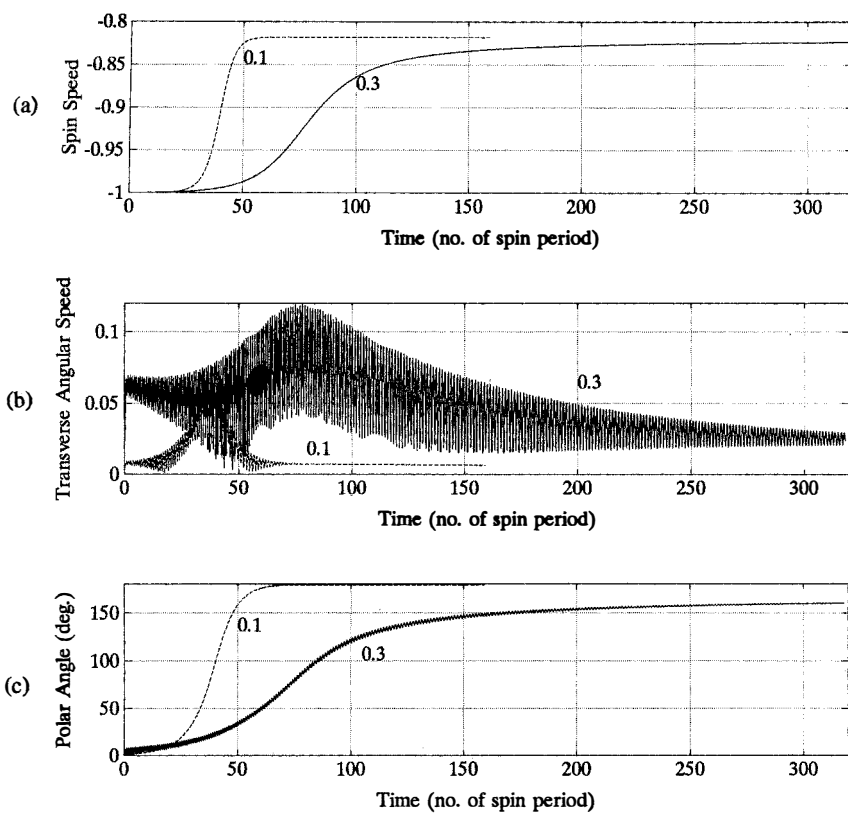 (a)
Spin Speed
-0.8
-0.85
-0.9
-0.95
-1
0.1
0.3
0 50 100 150 200 250 300
Time (no. of spin period)
(b)
Transverse Angular Speed
0.1
0.05
0
0.3
0.1
0 50 100 150 200 250 300
Time (no. of spin period)
(c)
Polar Angle (deg.)
150
100
50
0
0.1
0.3
0 50 100 150 200 250 300
Time (no. of spin period)